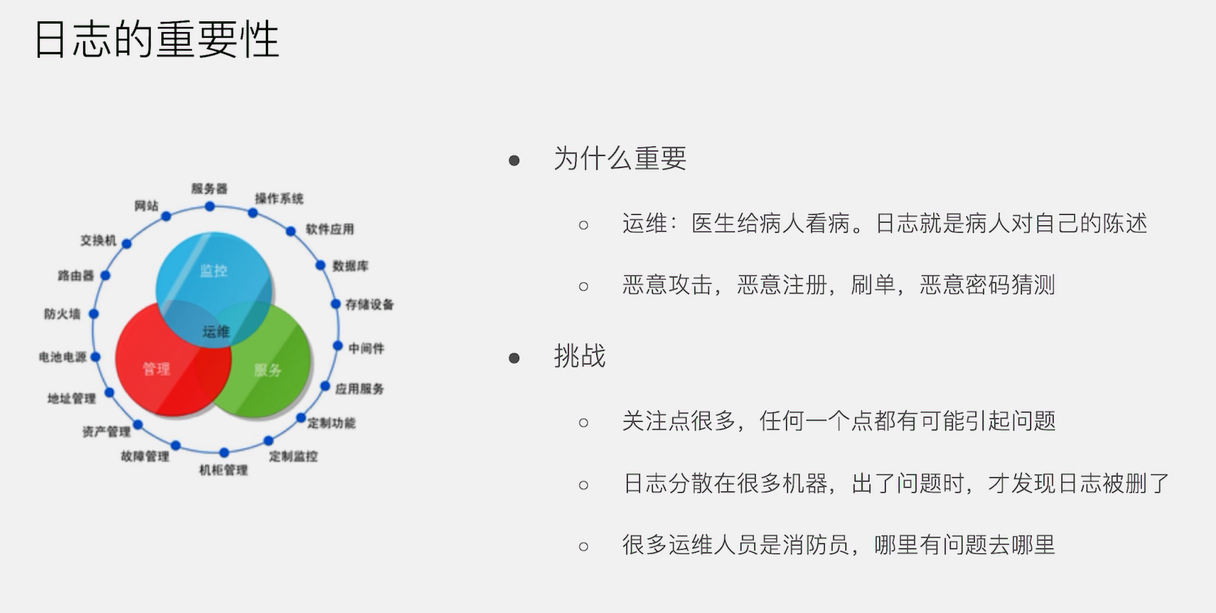 日志的重要性
服务器
操作系统
网站
软件应用
交换机
数据库
路由器
存储设备
防火墙
中间件
电池电源
应用服务
地址管理
定制功能
资产管理
定制监控
故障管理
机柜管理
监控
运维
管理
服务
● 为什么重要
○ 运维：医生给病人看病。日志就是病人对自己的陈述
○ 恶意攻击，恶意注册，刷单，恶意密码猜测
● 挑战
○ 关注点很多，任何一个点都有可能引起问题
○ 日志分散在很多机器，出了问题时，才发现日志被删了
○ 很多运维人员是消防员，哪里有问题去哪里